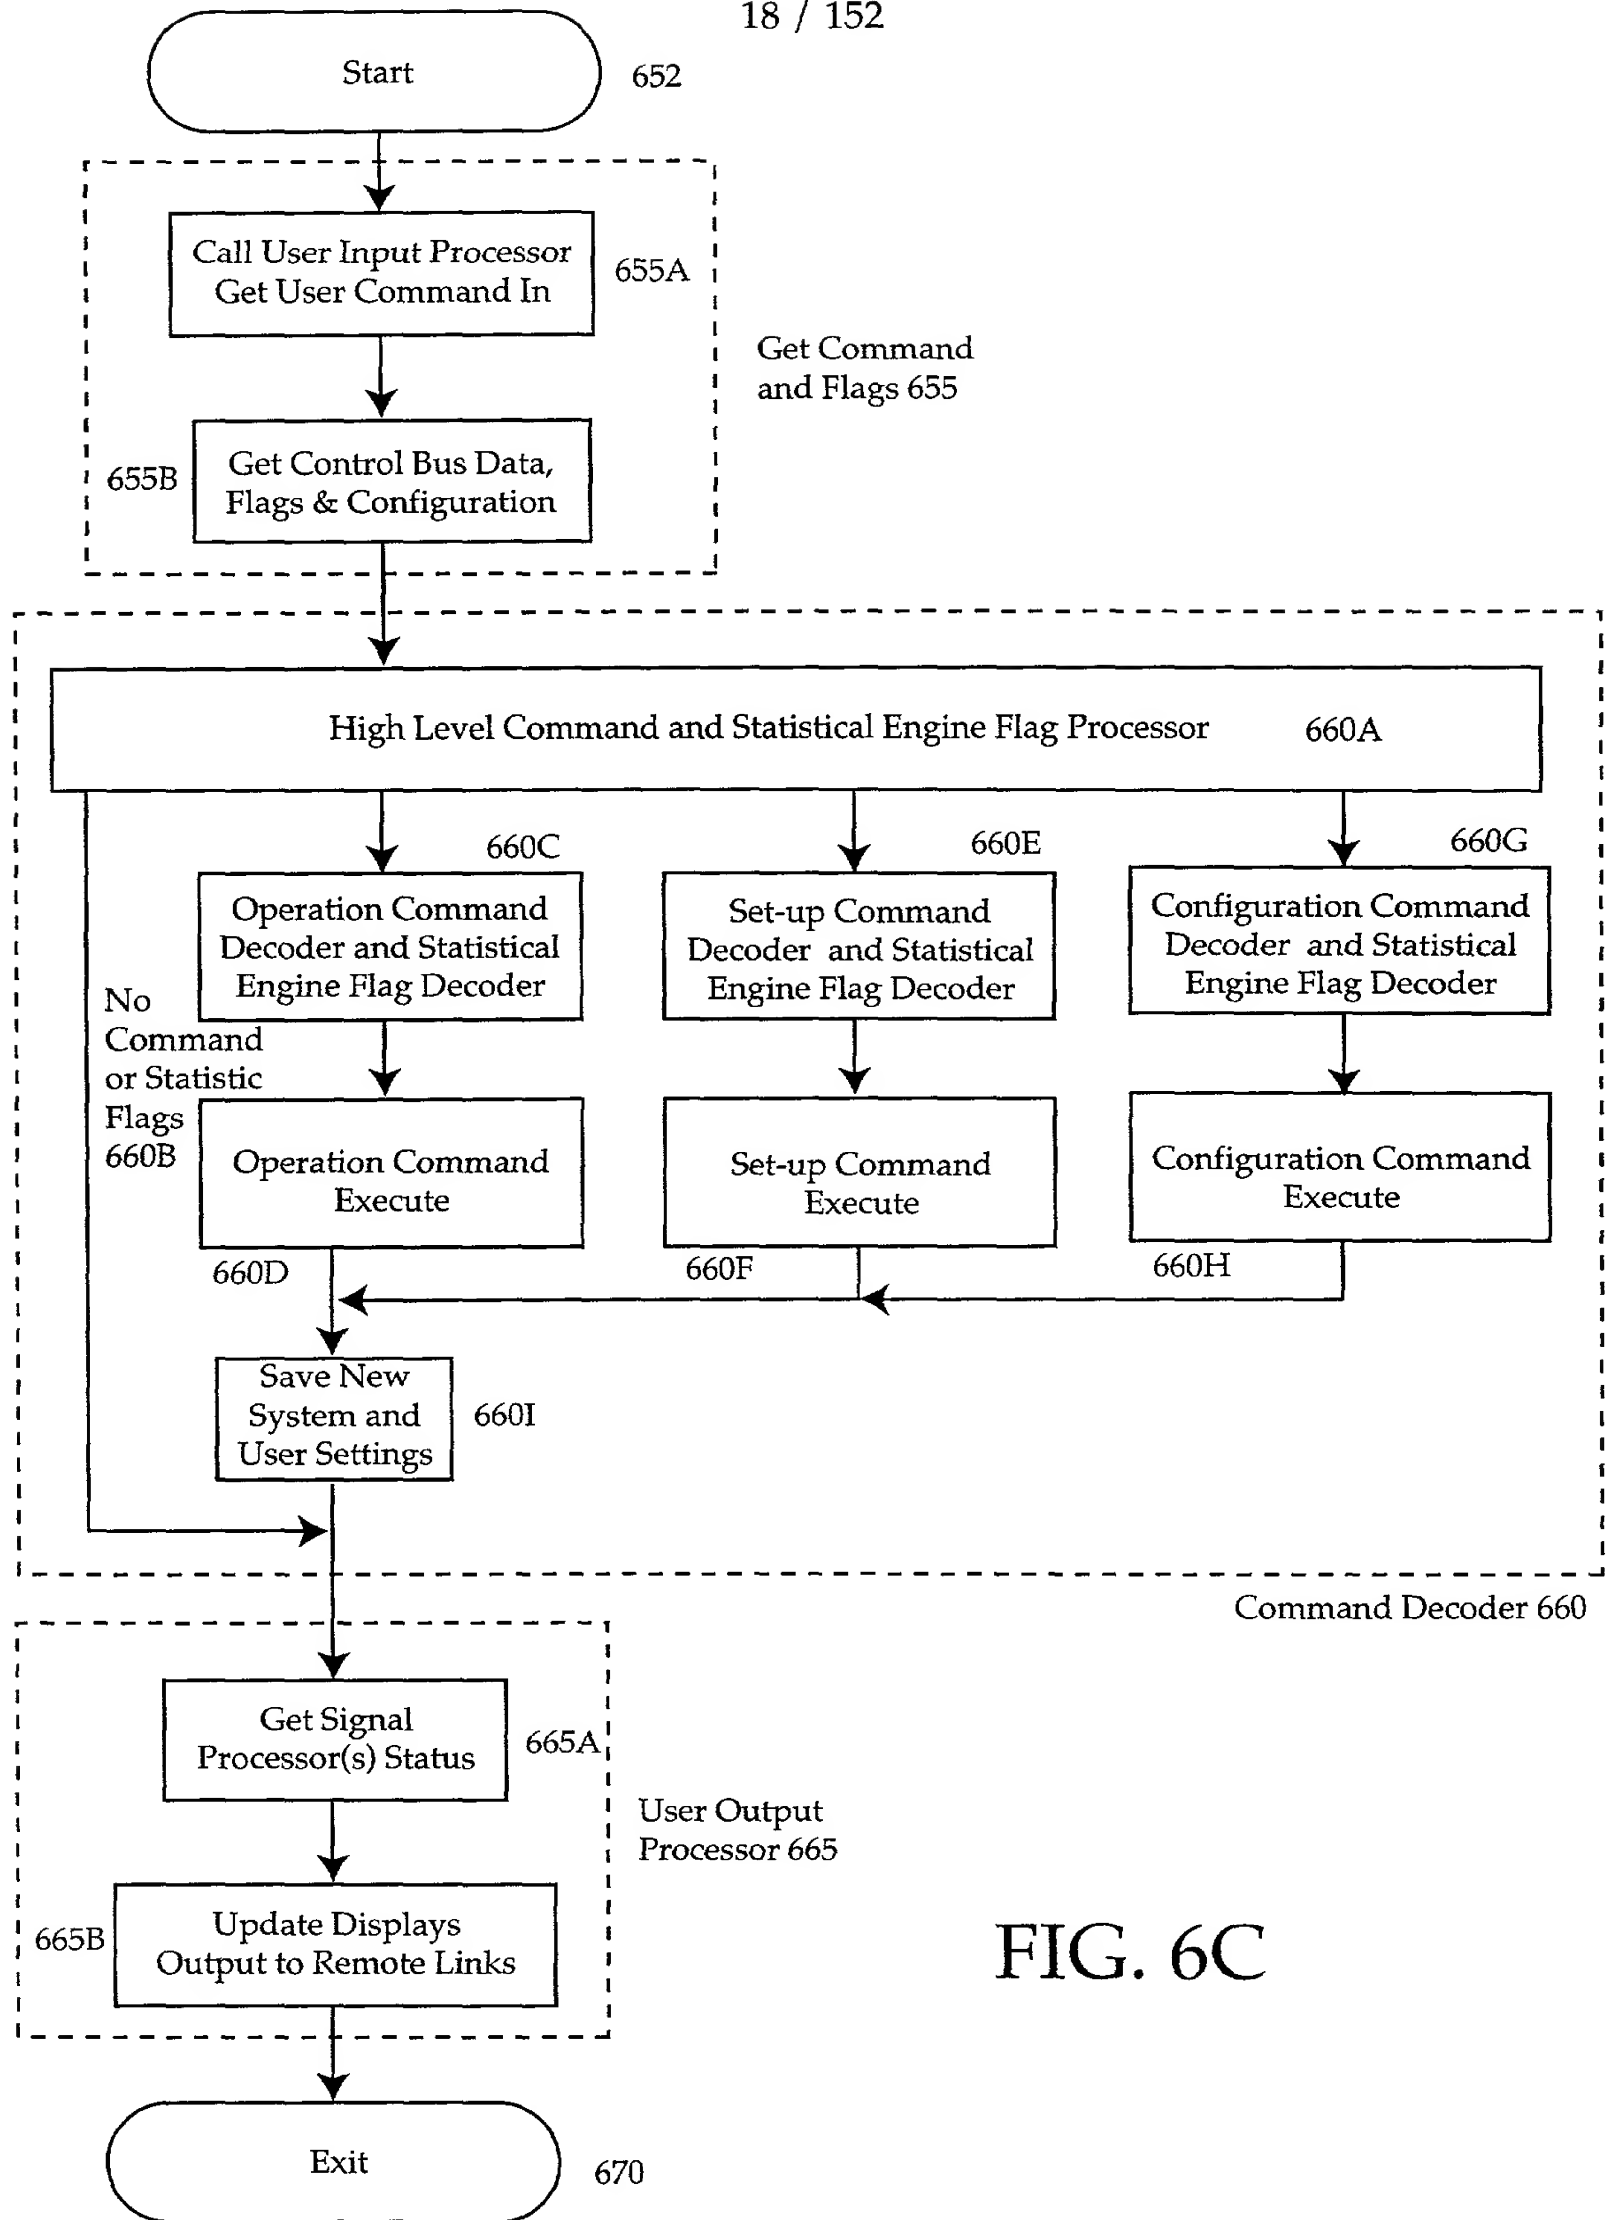 18 / 152
Start
652
Call User Input Processor
Get User Command In
655A
Get Command
and Flags 655
655B
Get Control Bus Data,
Flags & Configuration
High Level Command and Statistical Engine Flag Processor
660A
660C
660E
660G
Operation Command
Decoder and Statistical
Engine Flag Decoder
Set-up Command
Decoder and Statistical
Engine Flag Decoder
Configuration Command
Decoder and Statistical
Engine Flag Decoder
No
Command
or Statistic
Flags
660B
Operation Command
Execute
Set-up Command
Execute
Configuration Command
Execute
660D
660F
660H
Save New
System and
User Settings
660I
Command Decoder 660
Get Signal
Processor(s) Status
665A
User Output
Processor 665
665B
Update Displays
Output to Remote Links
FIG. 6C
Exit
670